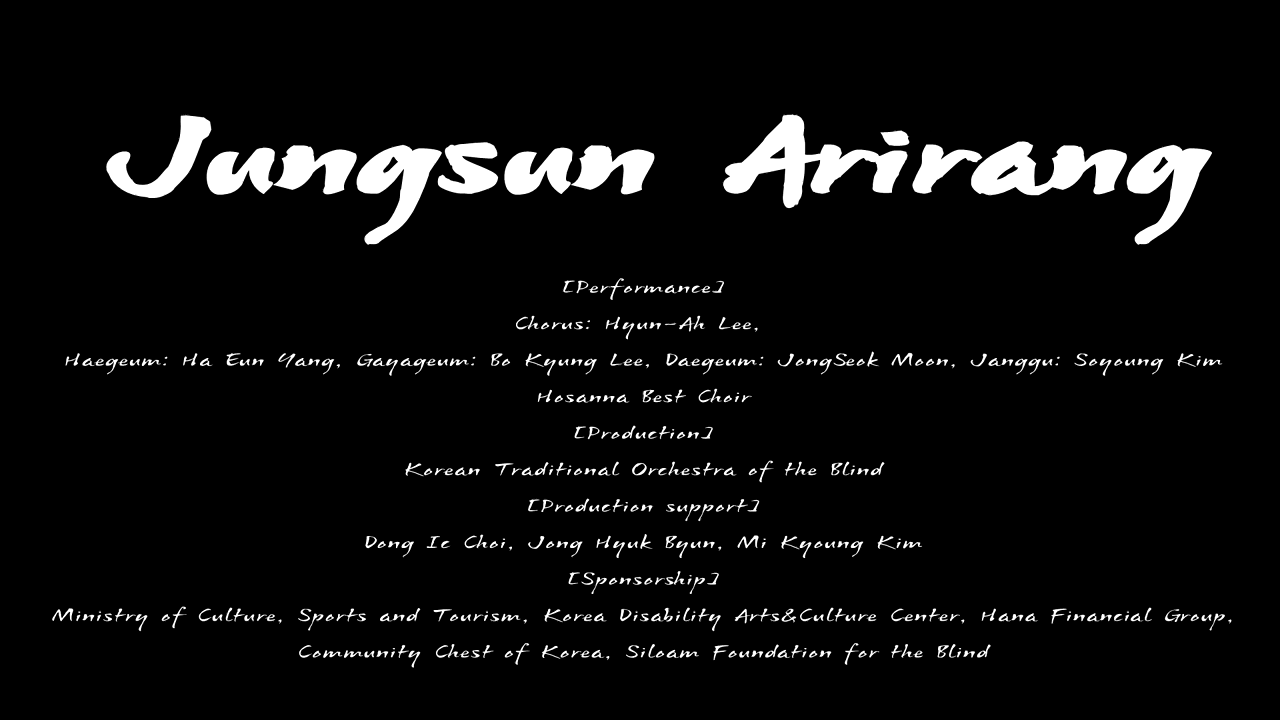 Jungsun Arirang
[Performance]
Chorus: Hyun-Ah Lee,
Haegeum: Ha Eun Yang, Gayageum: Bo Kyung Lee, Daegeum: JongSeok Moon, Janggu: Soyoung Kim
Hosanna Best Choir
[Production]
Korean Traditional Orchestra of the Blind
[Production support]
Dong Ic Choi, Jong Hyuk Byun, Mi Kyoung Kim
[Sponsorship]
Ministry of Culture, Sports and Tourism, Korea Disability Arts&Culture Center, Hana Financial Group,
Community Chest of Korea, Siloam Foundation for the Blind